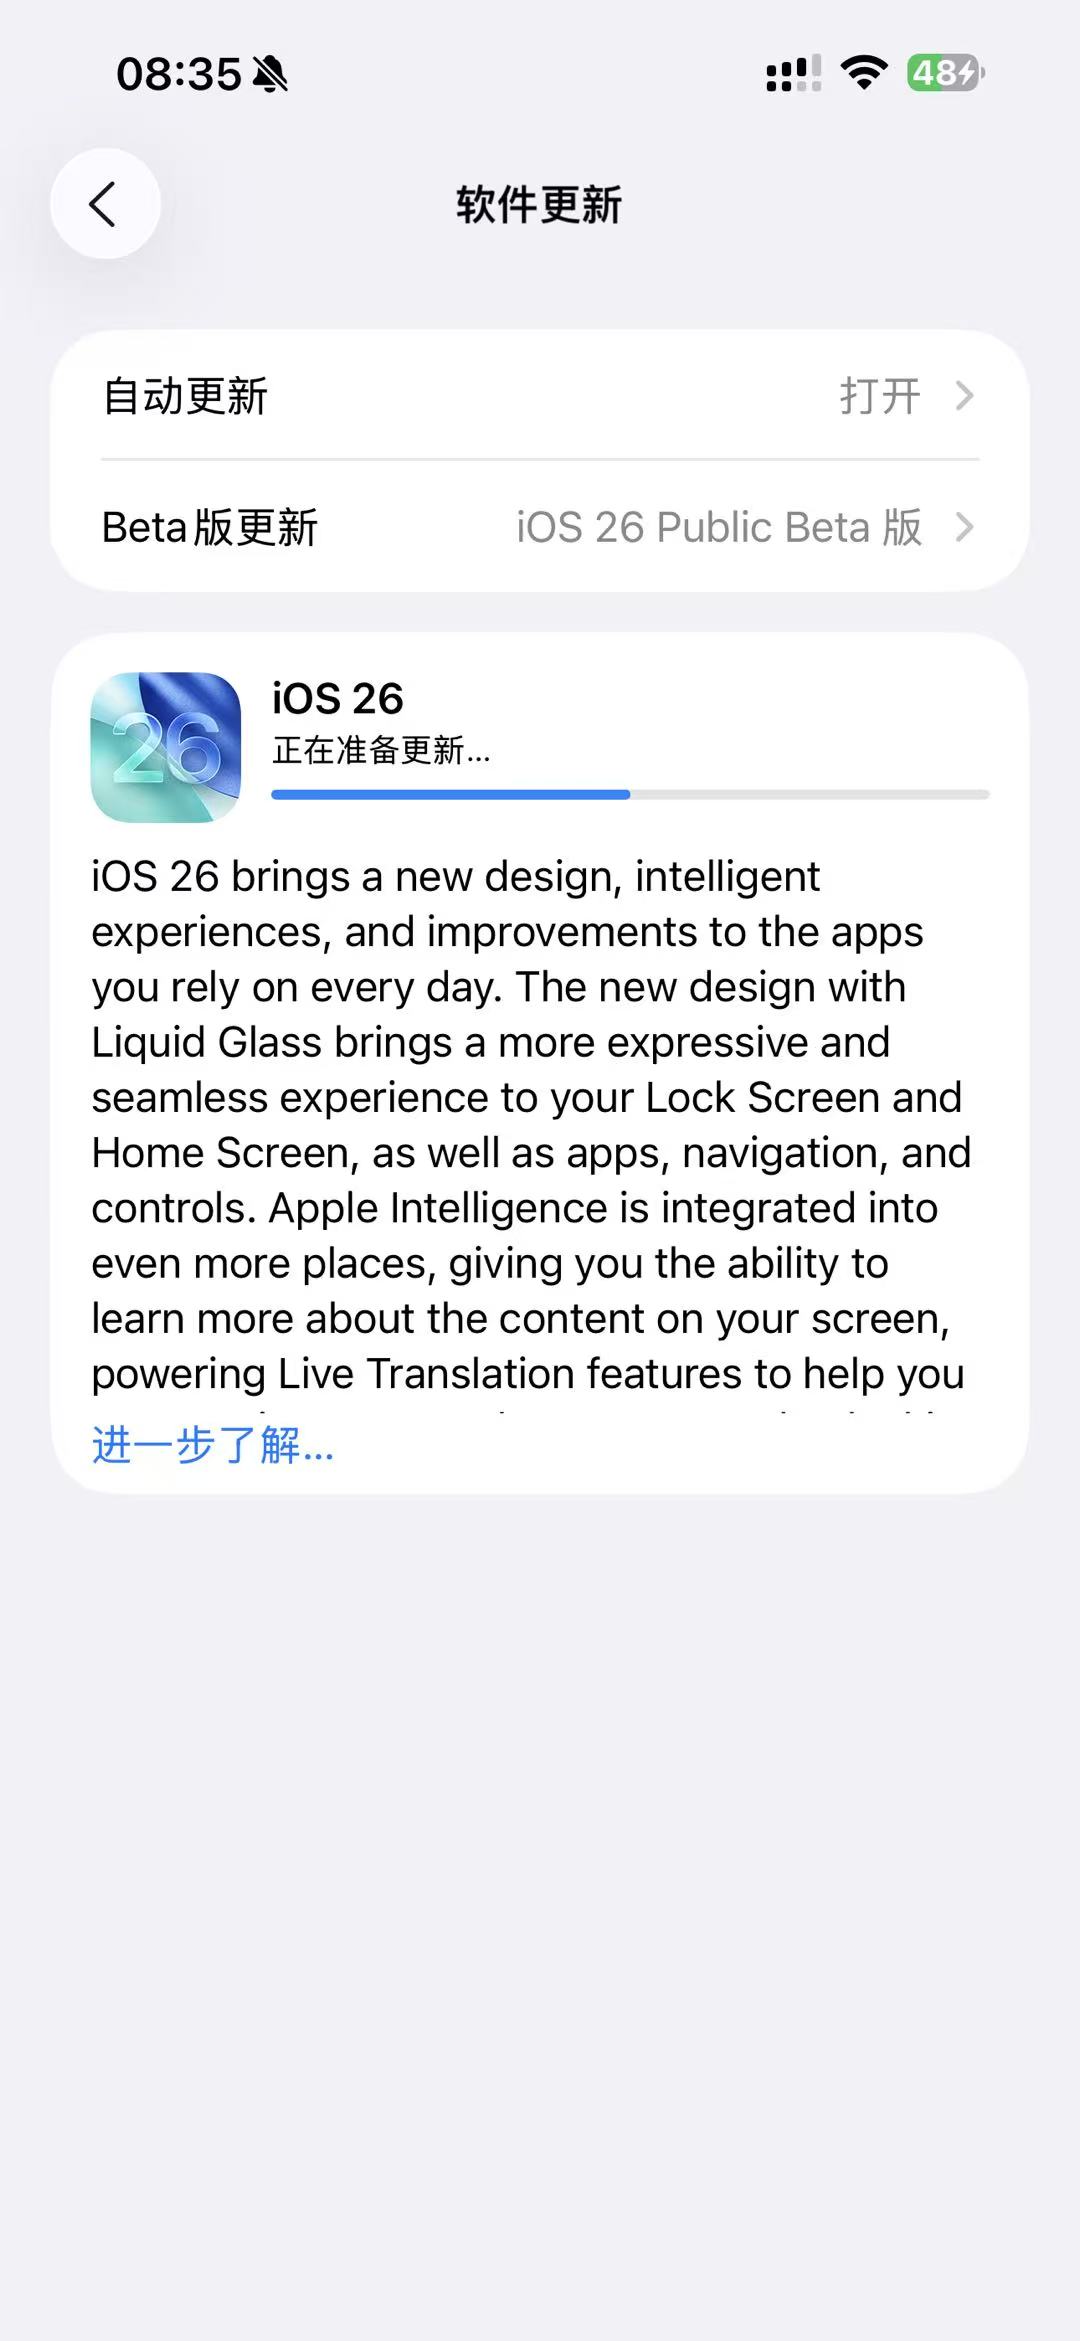 08:35
48
软件更新
自动更新 打开
Beta版更新 iOS 26 Public Beta 版
26
iOS 26
正在准备更新...
iOS 26 brings a new design, intelligent
experiences, and improvements to the apps
you rely on every day. The new design with
Liquid Glass brings a more expressive and
seamless experience to your Lock Screen and
Home Screen, as well as apps, navigation, and
controls. Apple Intelligence is integrated into
even more places, giving you the ability to
learn more about the content on your screen,
powering Live Translation features to help you
进一步了解...